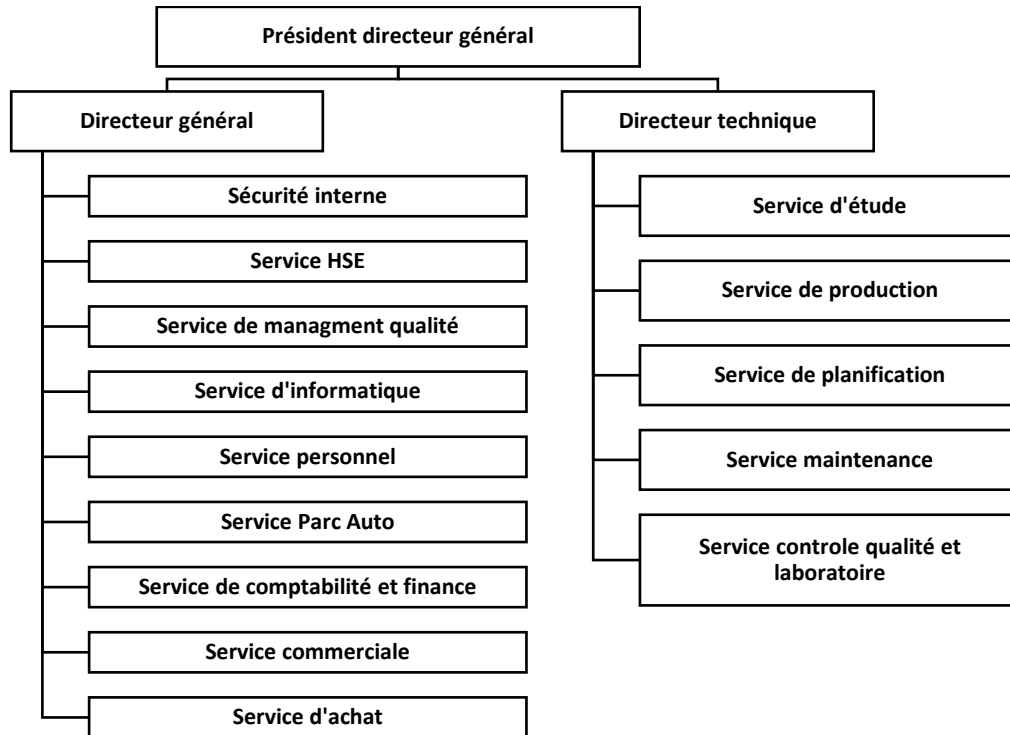 Président directeur général
Directeur général
Sécurité interne
Service HSE
Service de managment qualité
Service d'informatique
Service personnel
Service Parc Auto
Service de comptabilité et finance
Service commerciale
Service d'achat
Directeur technique
Service d'étude
Service de production
Service de planification
Service maintenance
Service controle qualité et
laboratoire